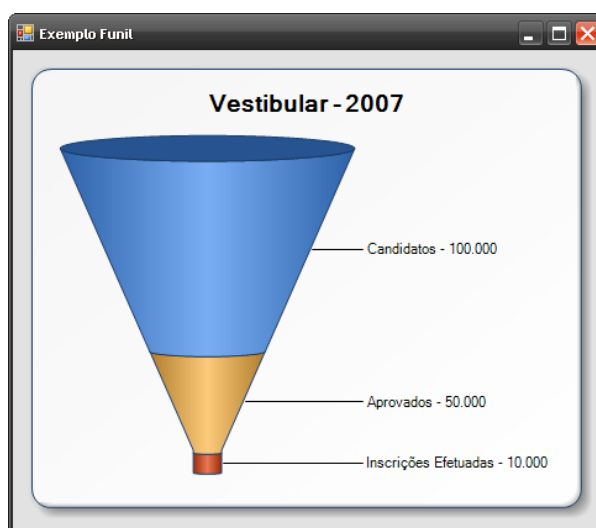 Exemplo Funil
Vestibular - 2007
Candidatos - 100.000
Aprovados - 50.000
Inscrições Efetuadas - 10.000